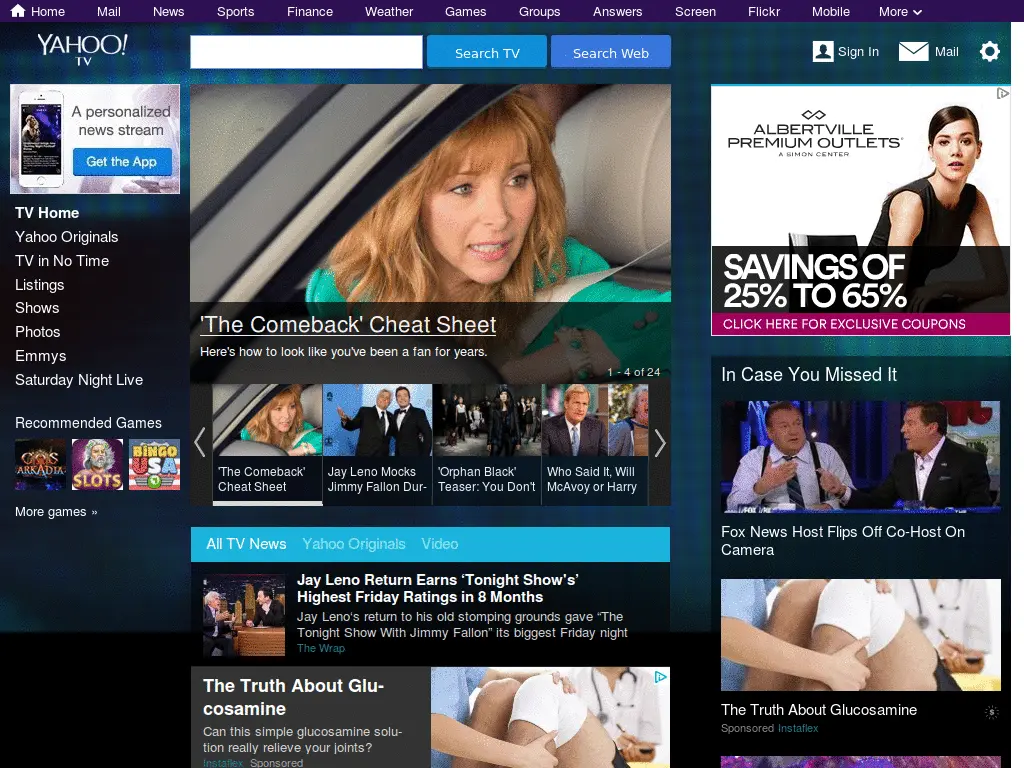 Home Mail News Sports Finance Weather Games Groups Answers Screen Flickr Mobile More
YAHOO!
TV
Search TV
Search Web
Sign In
Mail
A personalized
news stream
Get the App
TV Home
Yahoo Originals
TV in No Time
Listings
Shows
Photos
Emmys
Saturday Night Live
Recommended Games
ARKADIA
SLOTS
BINGO
USA
More games »
'The Comeback' Cheat Sheet
Here's how to look like you've been a fan for years.
1 - 4 of 24
'The Comeback'
Cheat Sheet
Jay Leno Mocks
Jimmy Fallon Dur-
'Orphan Black'
Teaser: You Don't
Who Said It, Will
McAvoy or Harry
All TV News Yahoo Originals Video
Jay Leno Return Earns ‘Tonight Show’s’
Highest Friday Ratings in 8 Months
Jay Leno‘s return to his old stomping grounds gave “The
Tonight Show With Jimmy Fallon” its biggest Friday night
The Wrap
The Truth About Glu-
cosamine
Can this simple glucosamine solu-
tion really relieve your joints?
Instaflex Sponsored
ALBERTVILLE
PREMIUM OUTLETS®
A SIMON CENTER
SAVINGS OF
25% TO 65%
CLICK HERE FOR EXCLUSIVE COUPONS
In Case You Missed It
Fox News Host Flips Off Co-Host On
Camera
The Truth About Glucosamine
Sponsored Instaflex